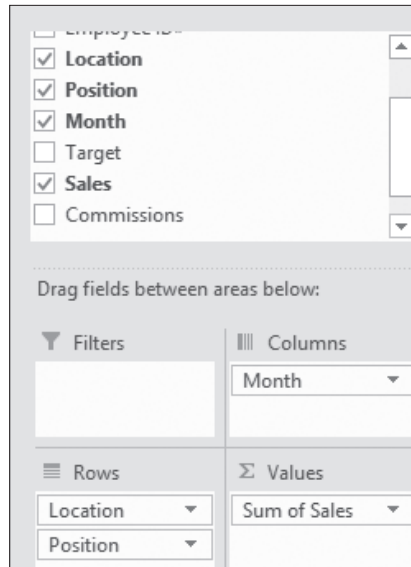 Location
Position
Month
Target
Sales
Commissions
Drag fields between areas below:
Filters
Columns
Month
Rows
Σ Values
Location
Sum of Sales
Position